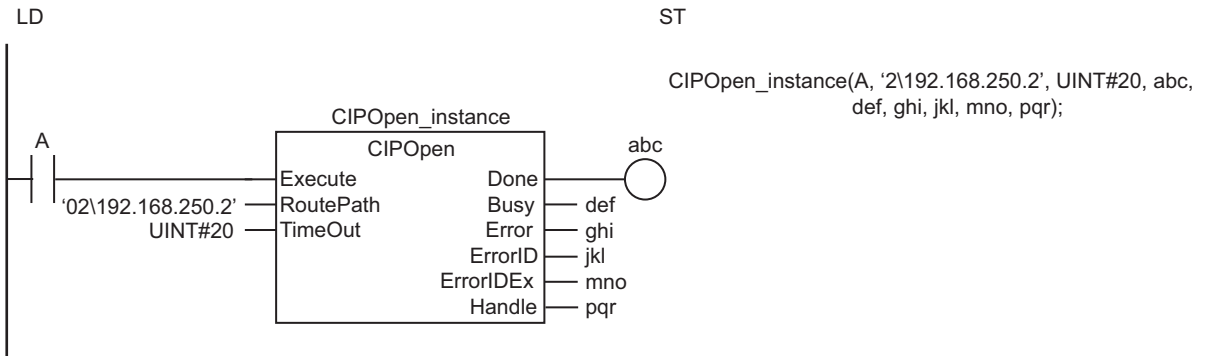 LD
ST
CIPOpen_instance(A, ‘2\192.168.250.2’, UINT#20, abc,
def, ghi, jkl, mno, pqr);
CIPOpen_instance
A
CIPOpen
abc
Execute
Done
‘02\192.168.250.2’
RoutePath
Busy
def
UINT#20
TimeOut
Error
ghi
ErrorID
jkl
ErrorIDEx
mno
Handle
pqr